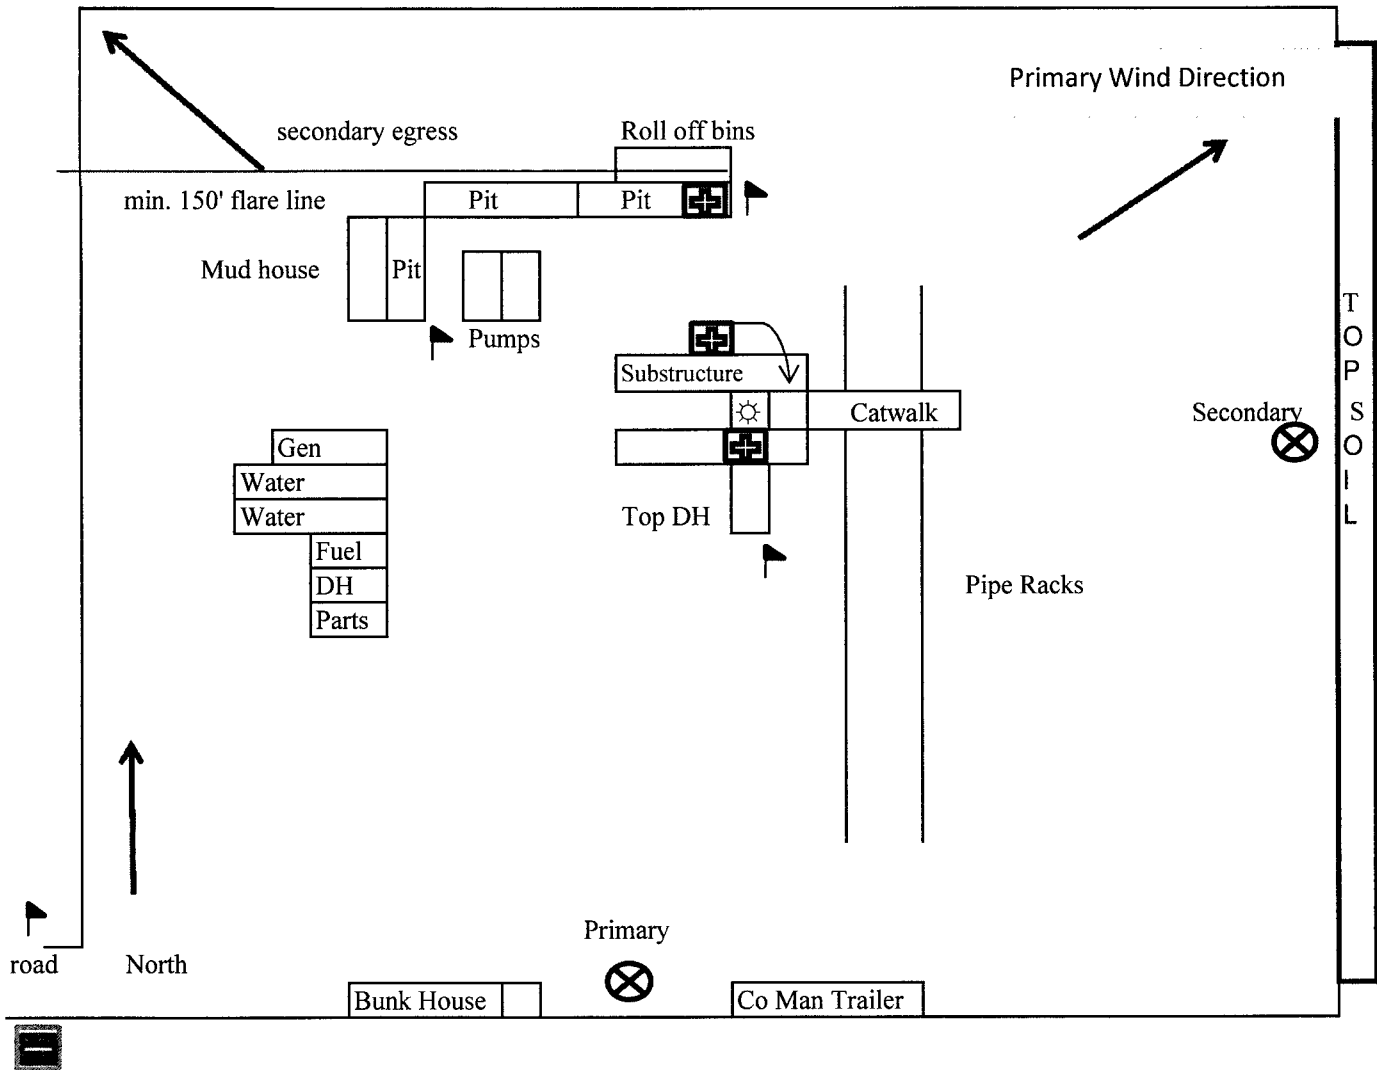 Primary Wind Direction
secondary egress
Roll off bins
min. 150' flare line
Pit
Pit
Mud house
Pit
Pumps
Substructure
Catwalk
Secondary
TOP SOIL
Gen
Water
Water
Top DH
Fuel
DH
Parts
Pipe Racks
Primary
road
North
Bunk House
Co Man Trailer